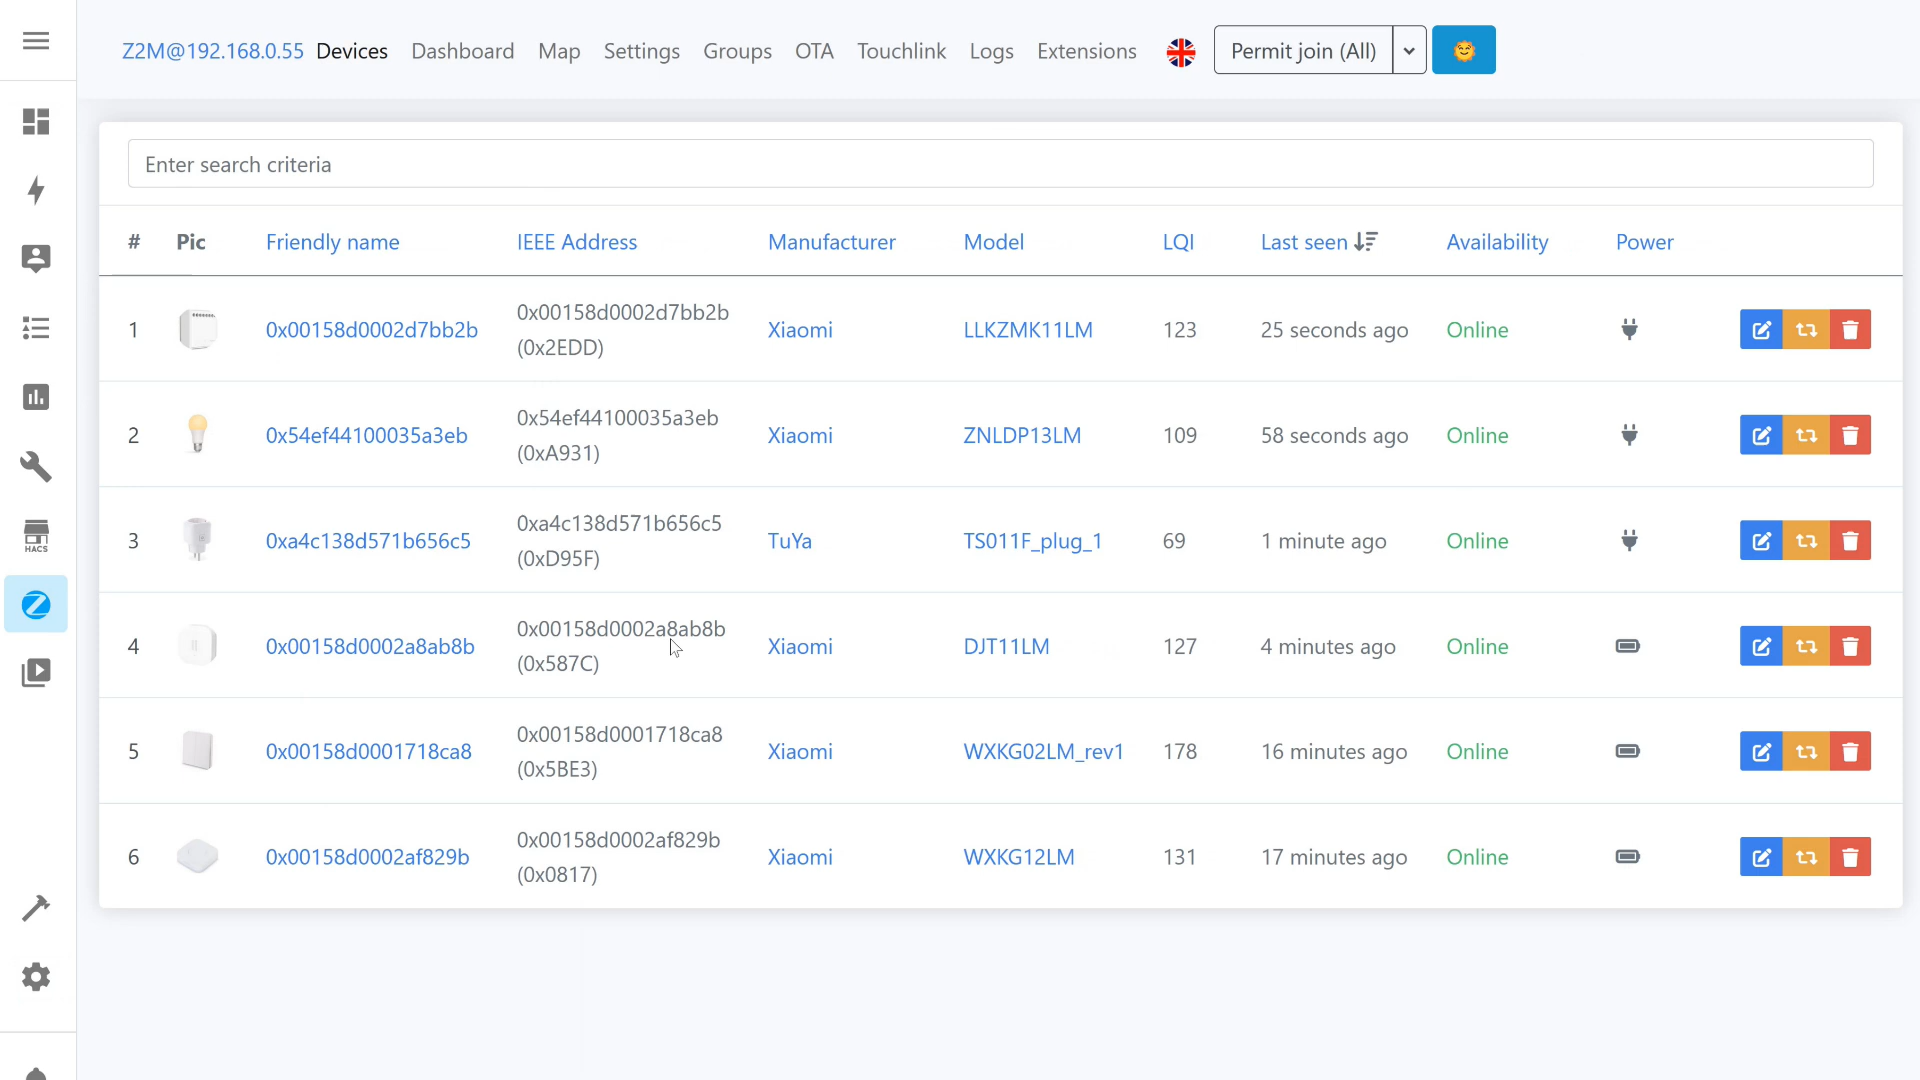 Z2M@192.168.0.55 Devices Dashboard Map Settings Groups OTA Touchlink Logs Extensions Permit join (All)
Enter search criteria
# Pic Friendly name IEEE Address Manufacturer Model LQI Last seen Availability Power
1 0x00158d0002d7bb2b 0x00158d0002d7bb2b (0x2EDD) Xiaomi LLKZMK11LM 123 25 seconds ago Online
2 0x54ef44100035a3eb 0x54ef44100035a3eb (0xA931) Xiaomi ZNLDP13LM 109 58 seconds ago Online
3 0xa4c138d571b656c5 0xa4c138d571b656c5 (0xD95F) TuYa TS011F_plug_1 69 1 minute ago Online
4 0x00158d0002a8ab8b 0x00158d0002a8ab8b (0x587C) Xiaomi DJT11LM 127 4 minutes ago Online
5 0x00158d0001718ca8 0x00158d0001718ca8 (0x5BE3) Xiaomi WXKG02LM_rev1 178 16 minutes ago Online
6 0x00158d0002af829b 0x00158d0002af829b (0x0817) Xiaomi WXKG12LM 131 17 minutes ago Online
HACS